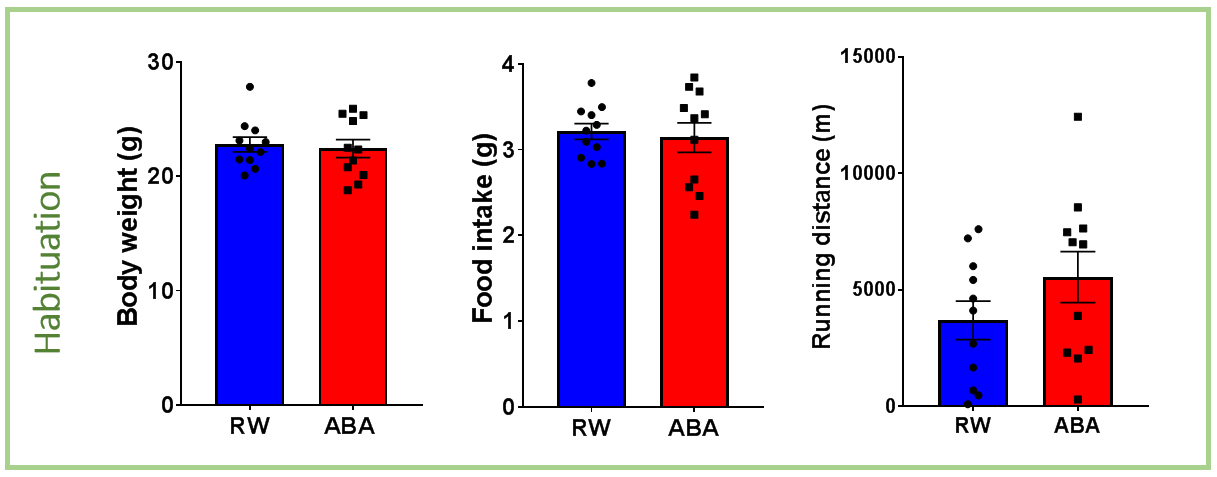 Habituation
Body weight (g)
30
20
10
0
RW ABA
Food intake (g)
4
3
2
1
0
RW ABA
Running distance (m)
15000
10000
5000
0
RW ABA